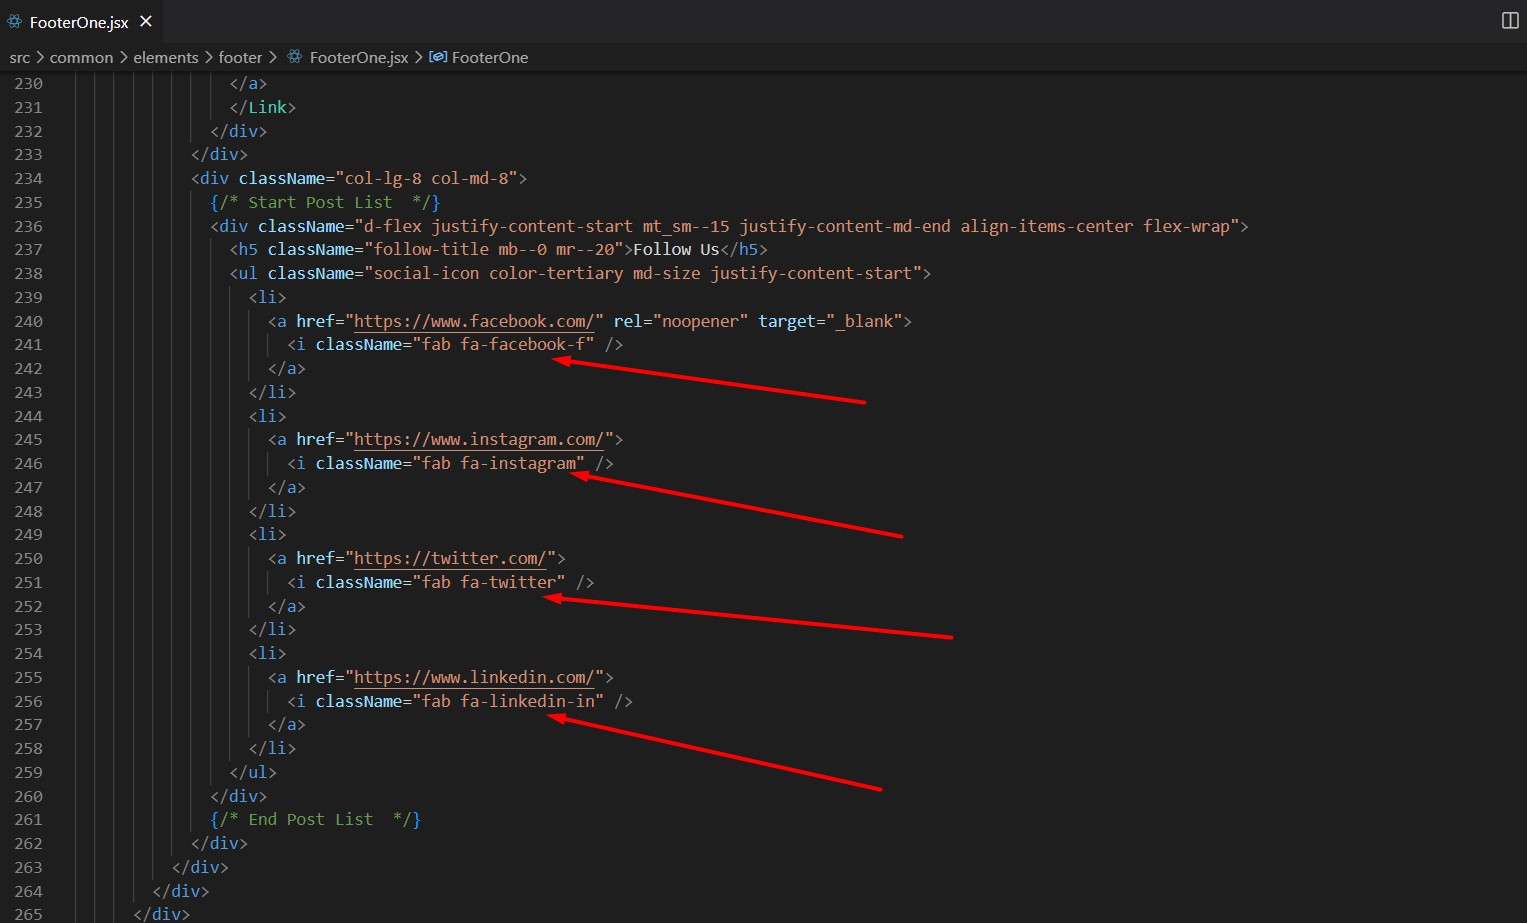 FooterOne.jsx
src > common > elements > footer > FooterOne.jsx > FooterOne
230 </a>
231 </Link>
232 </div>
233 </div>
234 <div className="col-lg-8 col-md-8">
235 {/* Start Post List  */}
236 <div className="d-flex justify-content-start mt_sm--15 justify-content-md-end align-items-center flex-wrap">
237 <h5 className="follow-title mb--0 mr--20">Follow Us</h5>
238 <ul className="social-icon color-tertiary md-size justify-content-start">
239 <li>
240 <a href="https://www.facebook.com/" rel="noopener" target="_blank">
241 <i className="fab fa-facebook-f" />
242 </a>
243 </li>
244 <li>
245 <a href="https://www.instagram.com/">
246 <i className="fab fa-instagram" />
247 </a>
248 </li>
249 <li>
250 <a href="https://twitter.com/">
251 <i className="fab fa-twitter" />
252 </a>
253 </li>
254 <li>
255 <a href="https://www.linkedin.com/">
256 <i className="fab fa-linkedin-in" />
257 </a>
258 </li>
259 </ul>
260 </div>
261 {/* End Post List  */}
262 </div>
263 </div>
264 </div>
265 </div>